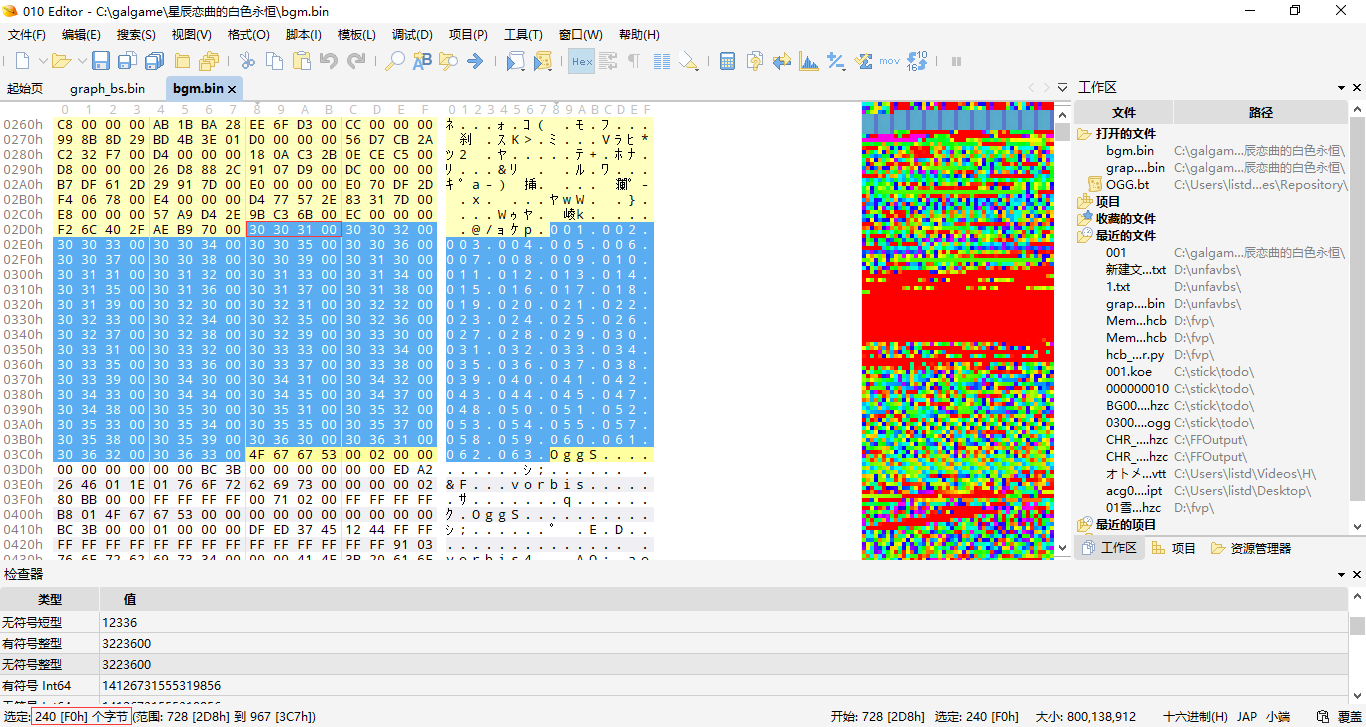 010 Editor - C:\galgame\星辰恋曲的白色永恒\bgm.bin
文件(F) 编辑(E) 搜索(S) 视图(V) 格式(O) 脚本(I) 模板(L) 调试(D) 项目(P) 工具(T) 窗口(W) 帮助(H)
Hex mov
起始页 graph_bs.bin bgm.bin
0 1 2 3 4 5 6 7 8 9 A B C D E F 0123456789ABCDEF
0260h C8 00 00 00 AB 1B BA 28 EE 6F D3 00 CC 00 00 00
0270h 99 8B 8D 29 BD 4B 3E 01 D0 00 00 00 56 D7 CB 2A
0280h C2 32 F7 00 D4 00 00 00 18 0A C3 2B 0E CE C5 00
0290h D8 00 00 00 26 D8 88 2C 91 07 D9 00 DC 00 00 00
02A0h B7 DF 61 2D 29 91 7D 00 E0 00 00 00 E0 70 DF 2D
02B0h F4 06 78 00 E4 00 00 00 D4 77 57 2E 83 31 7D 00
02C0h E8 00 00 00 57 A9 D4 2E 9B C3 6B 00 EC 00 00 00
02D0h F2 6C 40 2F AE B9 70 00 30 30 31 00 30 30 32 00 .@/ョケp.001.002.
02E0h 30 30 33 00 30 30 34 00 30 30 35 00 30 30 36 00 003.004.005.006.
02F0h 30 30 37 00 30 30 38 00 30 30 39 00 30 31 30 00 007.008.009.010.
0300h 30 31 31 00 30 31 32 00 30 31 33 00 30 31 34 00 011.012.013.014.
0310h 30 31 35 00 30 31 36 00 30 31 37 00 30 31 38 00 015.016.017.018.
0320h 30 31 39 00 30 32 30 00 30 32 31 00 30 32 32 00 019.020.021.022.
0330h 30 32 33 00 30 32 34 00 30 32 35 00 30 32 36 00 023.024.025.026.
0340h 30 32 37 00 30 32 38 00 30 32 39 00 30 33 30 00 027.028.029.030.
0350h 30 33 31 00 30 33 32 00 30 33 33 00 30 33 34 00 031.032.033.034.
0360h 30 33 35 00 30 33 36 00 30 33 37 00 30 33 38 00 035.036.037.038.
0370h 30 33 39 00 30 34 30 00 30 34 31 00 30 34 32 00 039.040.041.042.
0380h 30 34 33 00 30 34 34 00 30 34 35 00 30 34 37 00 043.044.045.047.
0390h 30 34 38 00 30 35 30 00 30 35 31 00 30 35 32 00 048.050.051.052.
03A0h 30 35 33 00 30 35 34 00 30 35 35 00 30 35 37 00 053.054.055.057.
03B0h 30 35 38 00 30 35 39 00 30 36 30 00 30 36 31 00 058.059.060.061.
03C0h 30 36 32 00 30 36 33 00 4F 67 67 53 00 02 00 00 062.063.OggS....
03D0h 00 00 00 00 00 00 BC 3B 00 00 00 00 00 00 ED A2
03E0h 26 46 01 1E 01 76 6F 72 62 69 73 00 00 00 00 02 &F...vorbis.....
03F0h 80 BB 00 00 FF FF FF FF 00 71 02 00 FF FF FF FF
0400h B8 01 4F 67 67 53 00 00 00 00 00 00 00 00 00 00 ク.OggS..........
0410h BC 3B 00 00 01 00 00 00 DF ED 37 45 12 44 FF FF
0420h FF FF FF FF FF FF FF FF FF FF FF FF FF FF 91 03
工作区
文件 路径
打开的文件
bgm.bin C:\galgam...辰恋曲的白色永恒\
grap....bin C:\galgam...辰恋曲的白色永恒\
OGG.bt C:\Users\listd...es\Repository\
项目
收藏的文件
最近的文件
001 C:\galgam...辰恋曲的白色永恒\
新建文...txt D:\unfavbs\
1.txt D:\unfavbs\
grap....bin D:\unfavbs\
Mem...hcb D:\fvp\
Mem...hcb D:\fvp\
hcb_...r.py D:\fvp\
001.koe C:\stick\todo\
000000010 C:\stick\todo\
BG00....hzc C:\stick\todo\
0300....ogg C:\stick\todo\
CHR_....hzc C:\FFOutput\
CHR_....hzc C:\FFOutput\
オトメ...vtt C:\Users\listd\Videos\H\
acg0...ipt C:\Users\listd\Desktop\
01雪...hzc D:\fvp\
最近的项目
工作区 项目 资源管理器
检查器
类型 值
无符号短型 12336
有符号整型 3223600
无符号整型 3223600
有符号 Int64 14126731555319856
选定: 240 [F0h] 个字节 (范围: 728 [2D8h] 到 967 [3C7h])
开始: 728 [2D8h] 选定: 240 [F0h] 大小: 800,138,912 十六进制(H) JAP 小端 覆盖